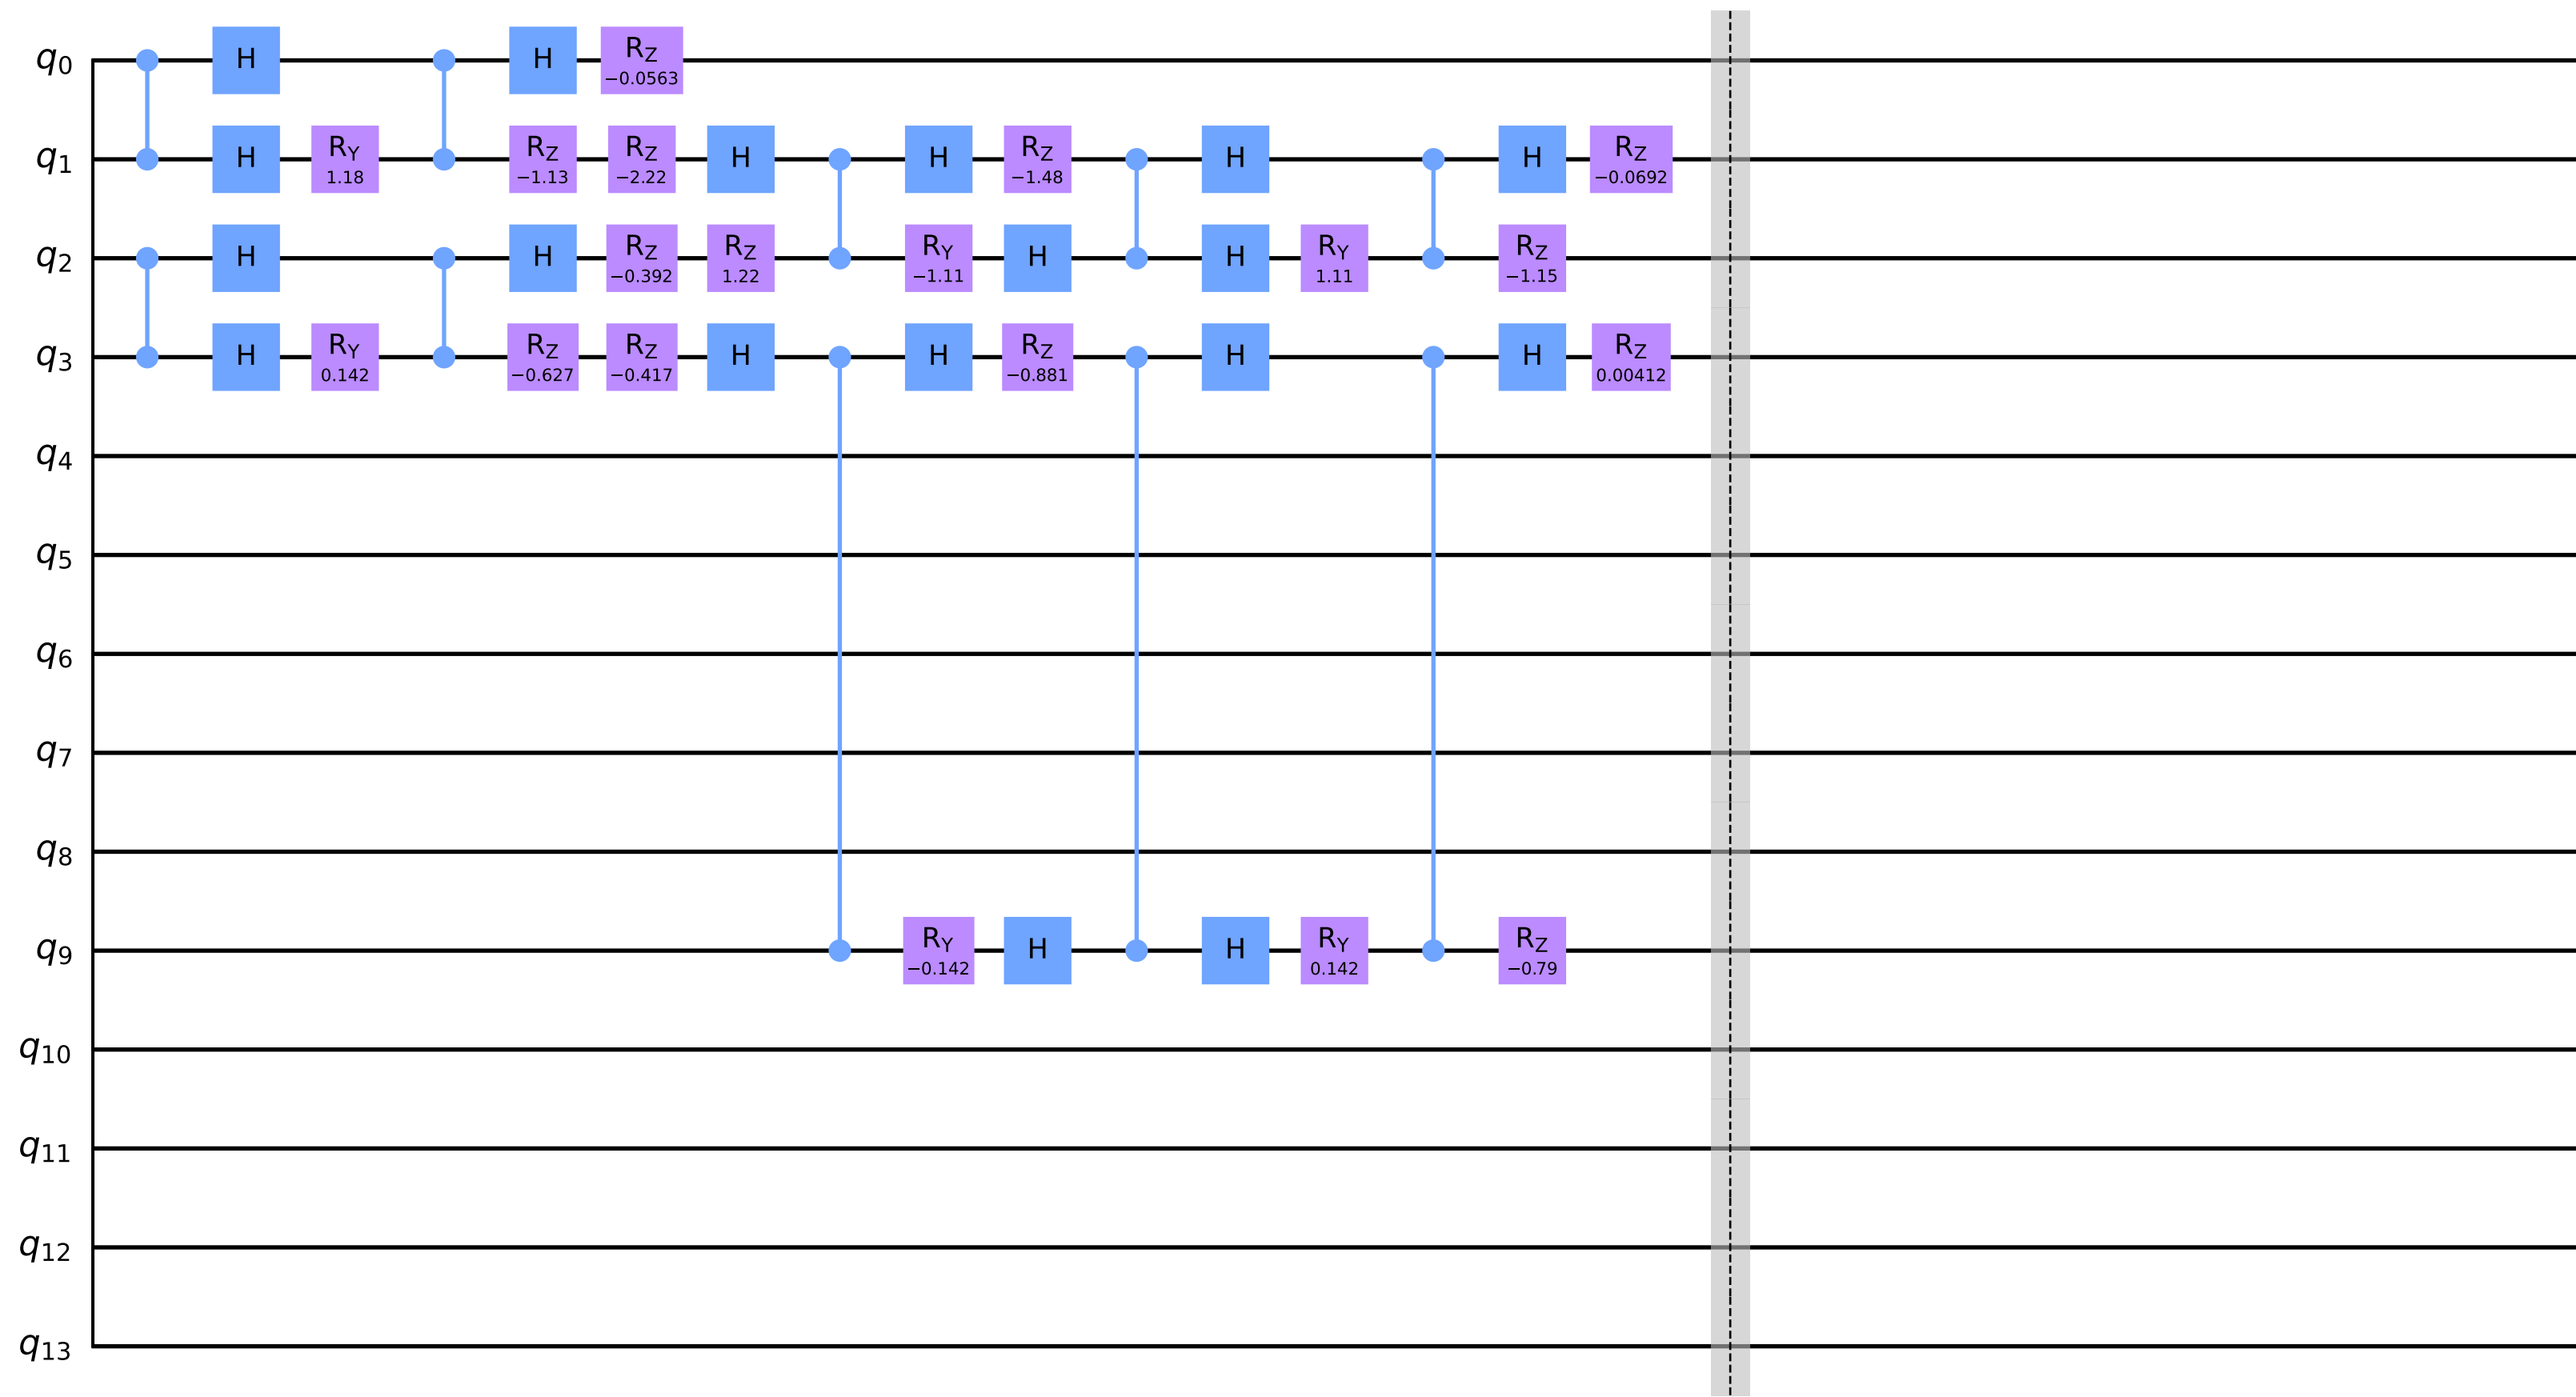 q0 H H RZ −0.0563
q1 H RY 1.18 RZ −1.13 RZ −2.22 H H RZ −1.48 H H RZ −0.0692
q2 H H RZ −0.392 RZ 1.22 RY −1.11 H H RY 1.11 RZ −1.15
q3 H RY 0.142 RZ −0.627 RZ −0.417 H H RZ −0.881 H H RZ 0.00412
q4
q5
q6
q7
q8
q9 RY −0.142 H H RY 0.142 RZ −0.79
q10
q11
q12
q13